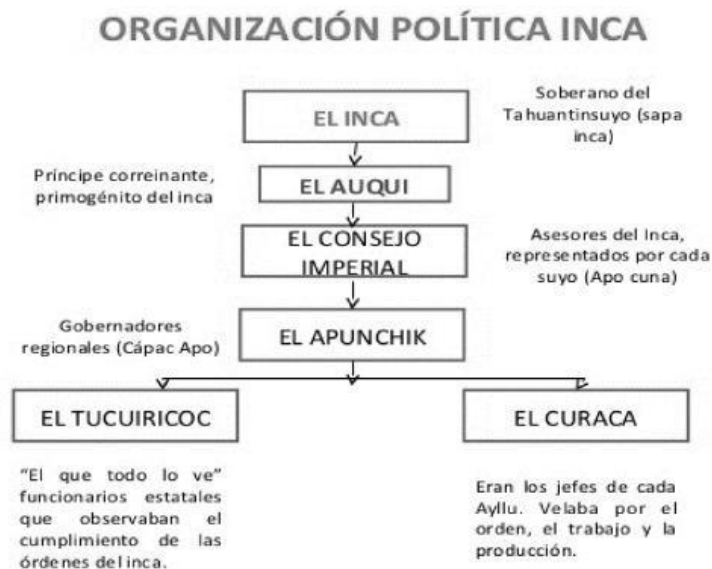 ORGANIZACIÓN POLÍTICA INCA
EL INCA
Soberano del
Tahuantinsuyo (sapa
inca)
Príncipe correinante,
primogénito del inca
EL AUQUI
EL CONSEJO
IMPERIAL
Asesores del Inca,
representados por cada
suyo (Apo cuna)
Gobernadores
regionales (Cápac Apo)
EL APUNCHIK
EL TUCUIRICOC
EL CURACA
"El que todo lo ve"
funcionarios estatales
que observaban el
cumplimiento de las
órdenes del inca.
Eran los jefes de cada
Ayllu. Velaba por el
orden, el trabajo y la
producción.